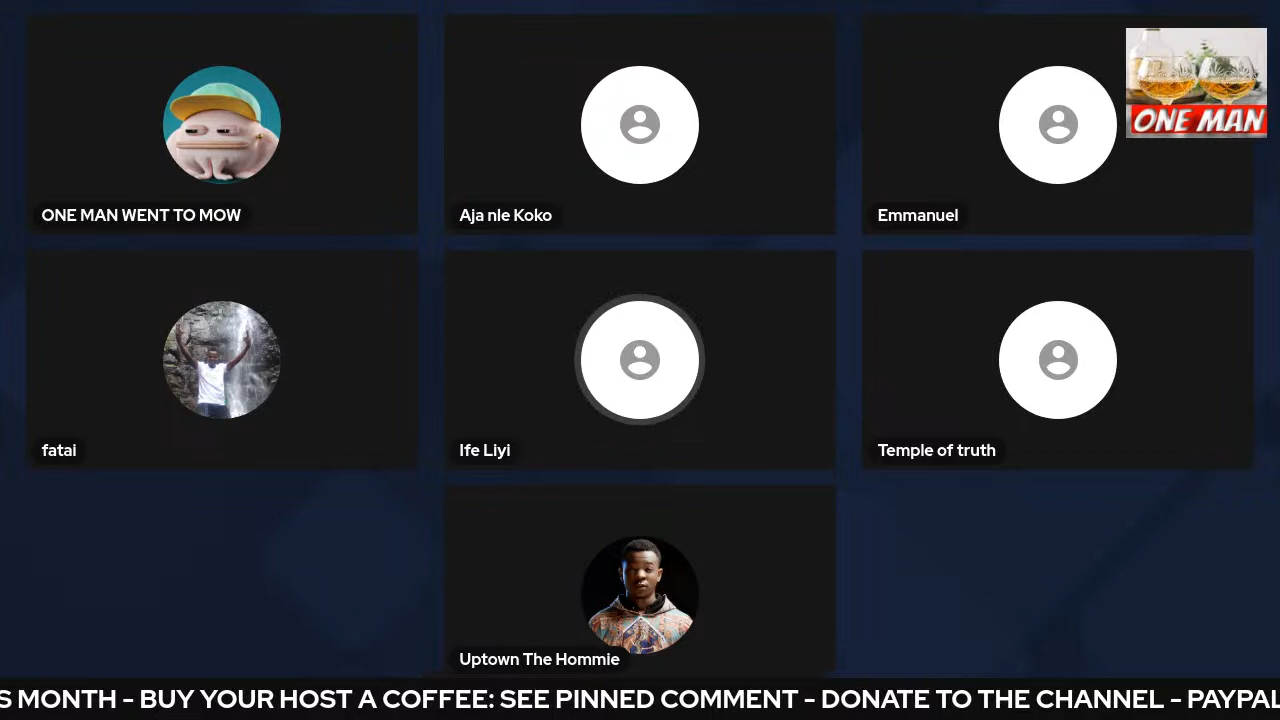 ONE MAN
ONE MAN WENT TO MOW
Aja nle Koko
Emmanuel
fatai
Ife Liyi
Temple of truth
Uptown The Hommie
S MONTH - BUY YOUR HOST A COFFEE: SEE PINNED COMMENT - DONATE TO THE CHANNEL - PAYPAL